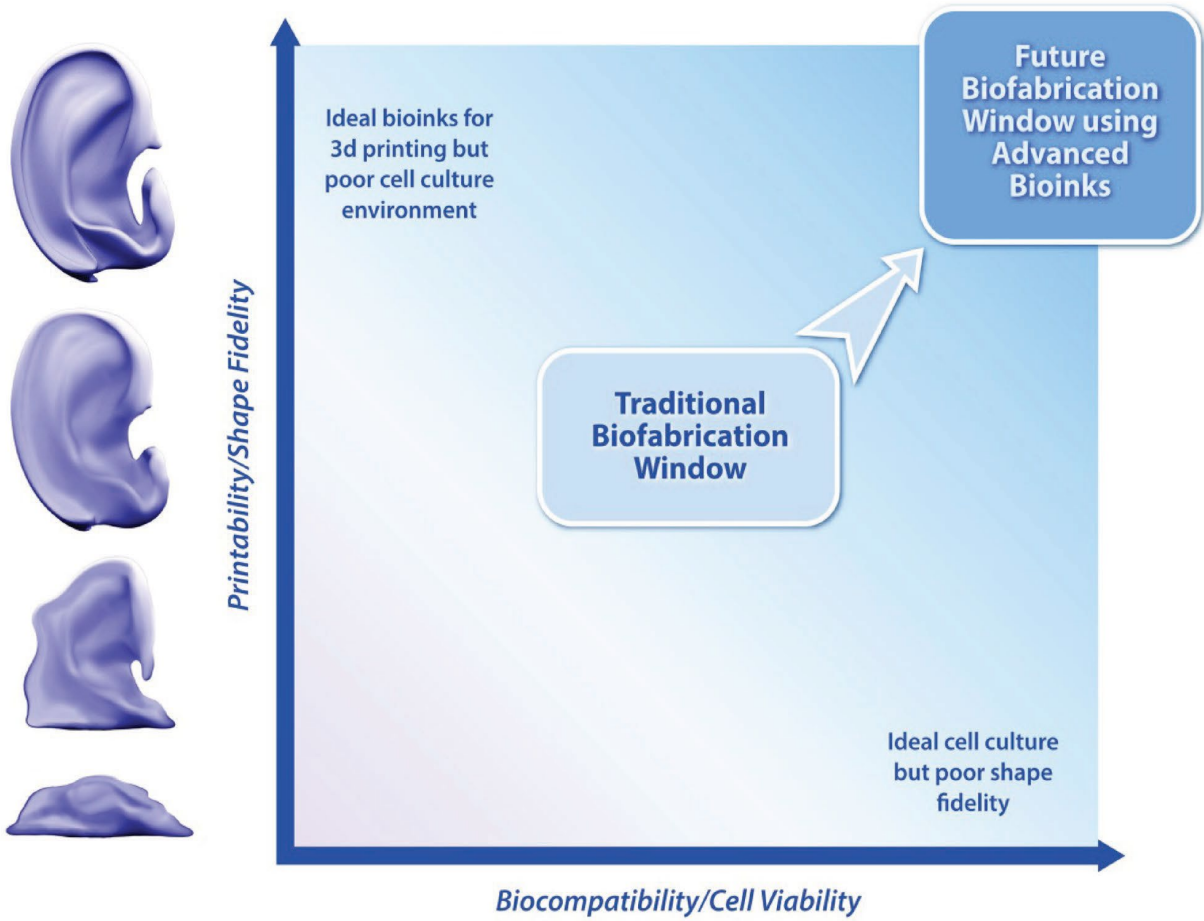 Future
Biofabrication
Window using
Advanced
Bioinks
Ideal bioinks for
3d printing but
poor cell culture
environment
Printability/Shape Fidelity
Traditional
Biofabrication
Window
Ideal cell culture
but poor shape
fidelity
Biocompatibility/Cell Viability